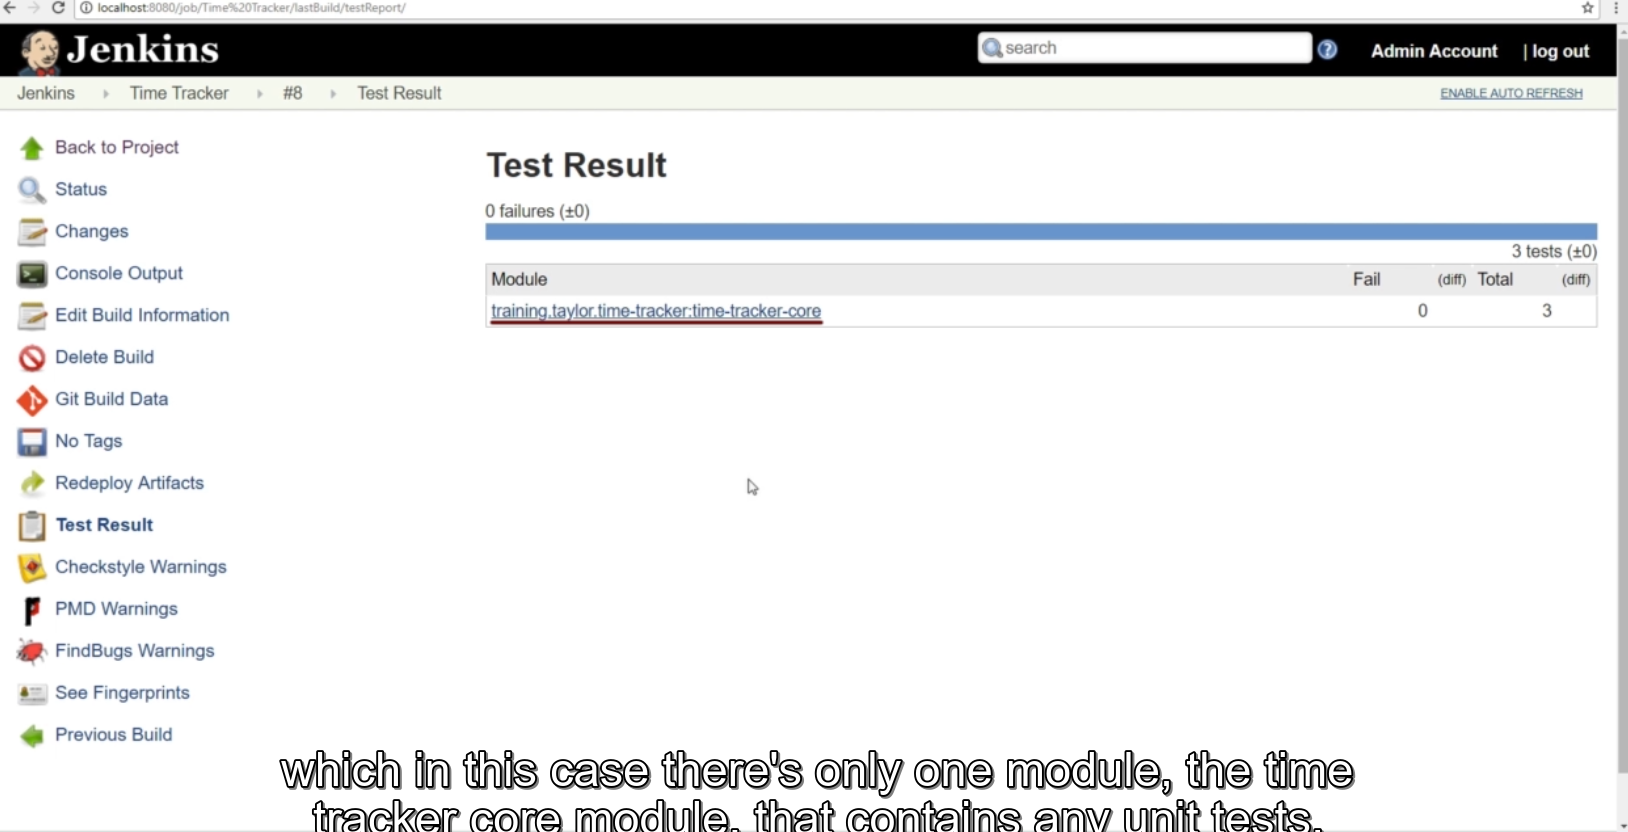 localhost:8080/job/Time%20Tracker/lastBuild/testReport/
Jenkins
search
Admin Account | log out
Jenkins Time Tracker #8 Test Result
ENABLE AUTO REFRESH
Back to Project
Status
Changes
Console Output
Edit Build Information
Delete Build
Git Build Data
No Tags
Redeploy Artifacts
Test Result
Checkstyle Warnings
PMD Warnings
FindBugs Warnings
See Fingerprints
Previous Build
Test Result
0 failures (±0)
3 tests (±0)
Module Fail (diff) Total (diff)
training.taylor.time-tracker:time-tracker-core 0 3
which in this case there's only one module, the time
tracker core module, that contains any unit tests.